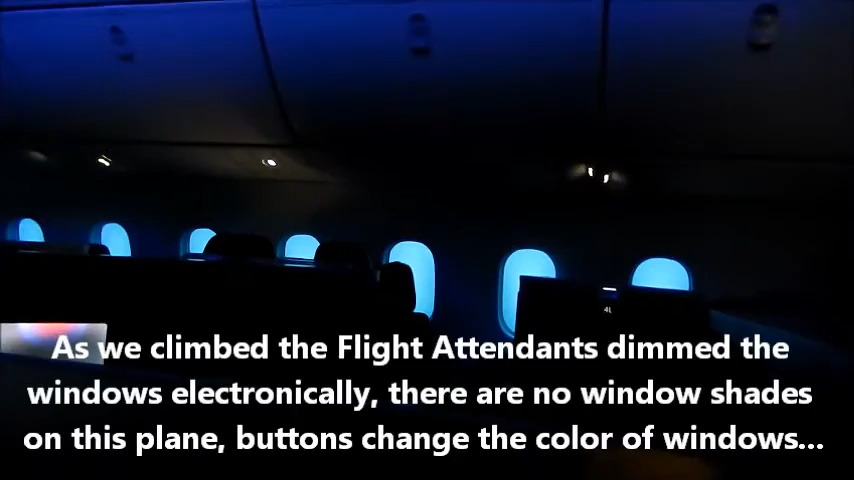 4L
As we climbed the Flight Attendants dimmed the
windows electronically, there are no window shades
on this plane, buttons change the color of windows...